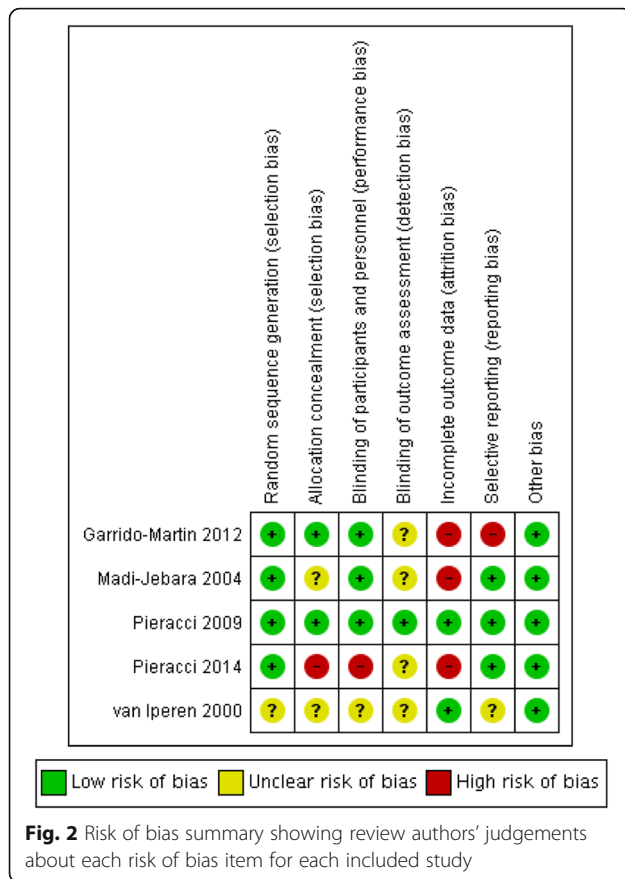 Random sequence generation (selection bias)
Allocation concealment (selection bias)
Blinding of participants and personnel (performance bias)
Blinding of outcome assessment (detection bias)
Incomplete outcome data (attrition bias)
Selective reporting (reporting bias)
Other bias
Garrido-Martin 2012 + + + ? - - +
Madi-Jebara 2004 + ? + ? - + +
Pieracci 2009 + + + + + + +
Pieracci 2014 + - - ? - + +
van Iperen 2000 ? ? ? ? + ? +
Low risk of bias Unclear risk of bias High risk of bias
Fig. 2 Risk of bias summary showing review authors' judgements
about each risk of bias item for each included study